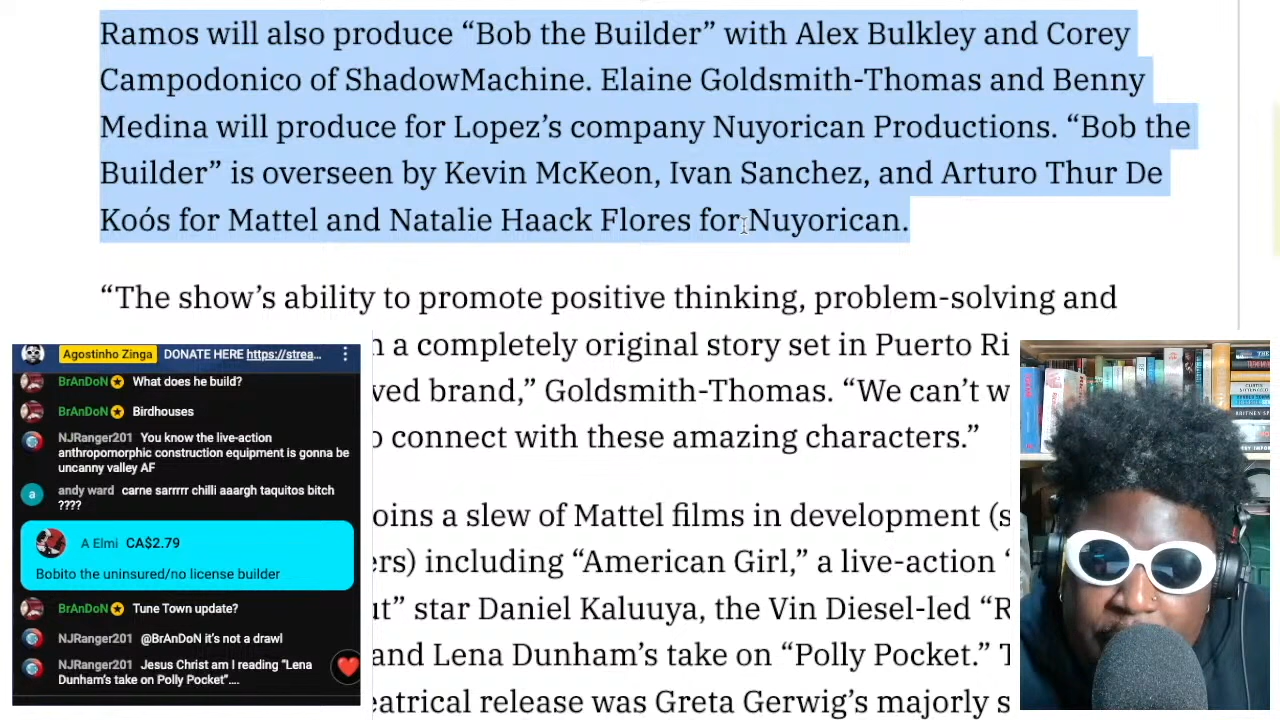 Ramos will also produce “Bob the Builder” with Alex Bulkley and Corey
Campodonico of ShadowMachine. Elaine Goldsmith-Thomas and Benny
Medina will produce for Lopez’s company Nuyorican Productions. “Bob the
Builder” is overseen by Kevin McKeon, Ivan Sanchez, and Arturo Thur De
Koós for Mattel and Natalie Haack Flores for Nuyorican.
“The show’s ability to promote positive thinking, problem-solving and
a completely original story set in Puerto Ri
ved brand,” Goldsmith-Thomas. “We can’t w
o connect with these amazing characters.”
oins a slew of Mattel films in development (s
ers) including “American Girl,” a live-action “
ut” star Daniel Kaluuya, the Vin Diesel-led “R
and Lena Dunham’s take on “Polly Pocket.” T
eatrical release was Greta Gerwig’s majorly s
Agostinho Zinga DONATE HERE https://strea...
BrAnDoN What does he build?
BrAnDoN Birdhouses
NJRanger201 You know the live-action
anthropomorphic construction equipment is gonna be
uncanny valley AF
a andy ward carne sarrrrr chilli aaargh taquitos bitch
????
A Elmi CA$2.79
Bobito the uninsured/no license builder
BrAnDoN Tune Town update?
NJRanger201 @BrAnDoN it’s not a drawl
NJRanger201 Jesus Christ am I reading “Lena
Dunham’s take on Polly Pocket”....